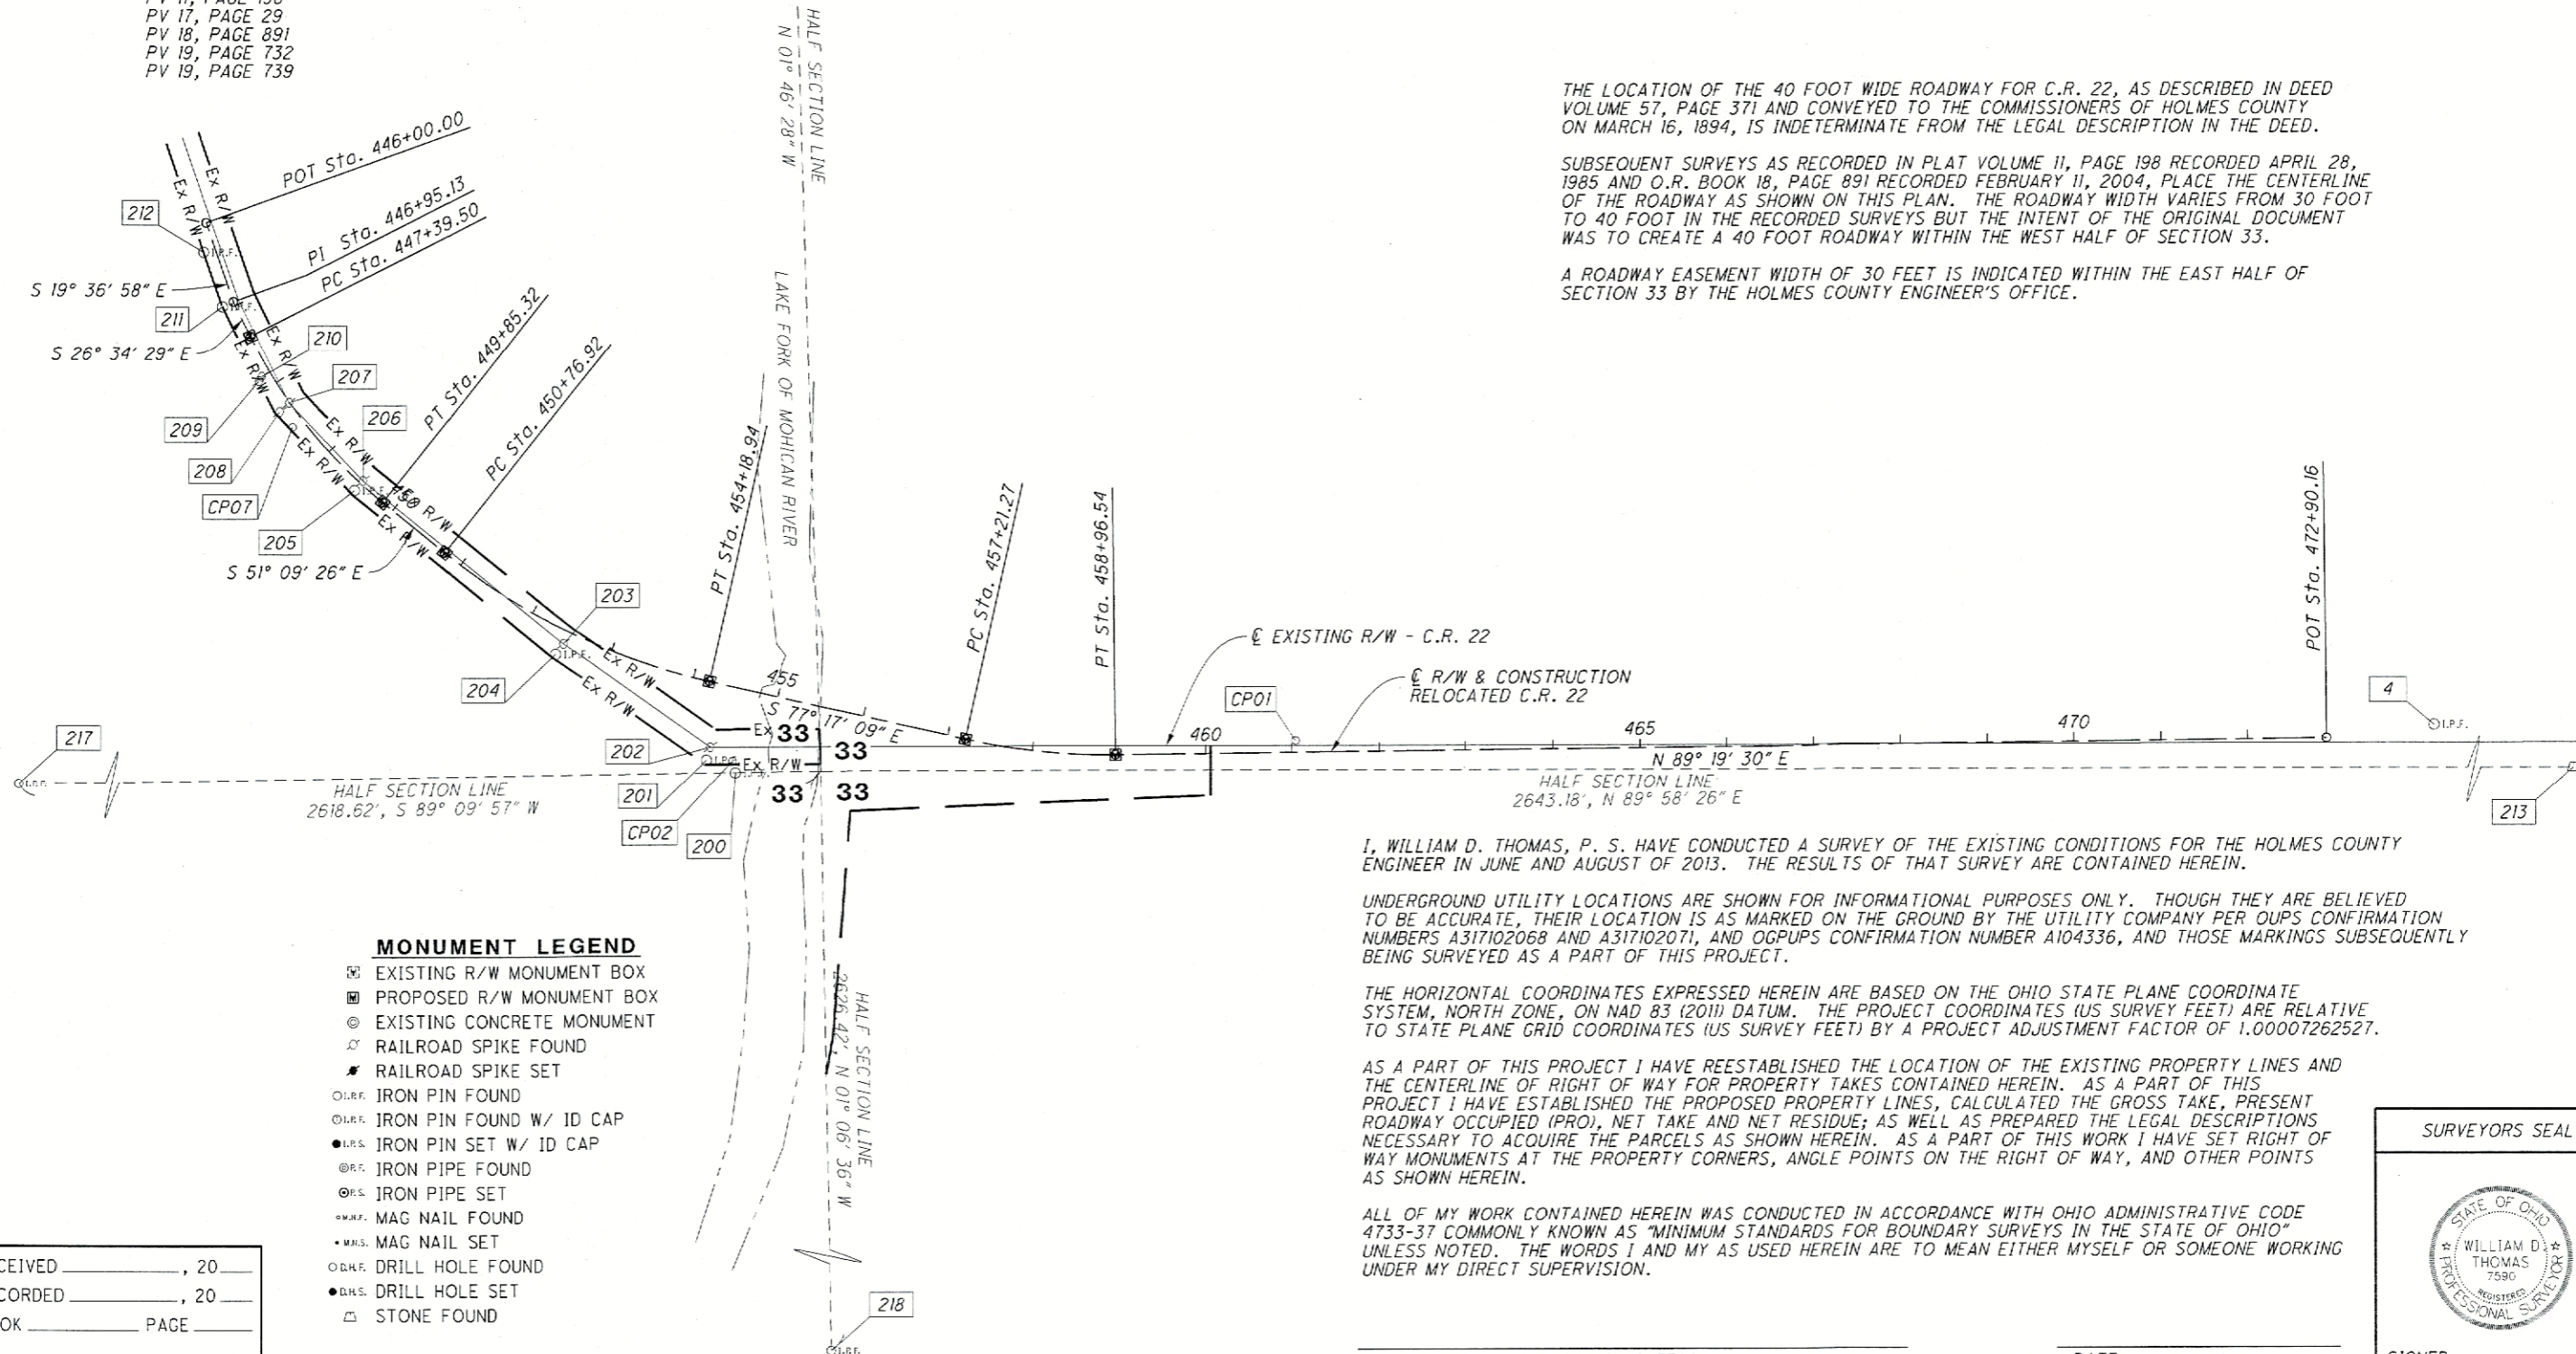 PV 17, PAGE 29
PV 18, PAGE 891
PV 19, PAGE 732
PV 19, PAGE 739
HALF SECTION LINE
N 01° 46' 28" W
THE LOCATION OF THE 40 FOOT WIDE ROADWAY FOR C.R. 22, AS DESCRIBED IN DEED
VOLUME 57, PAGE 371 AND CONVEYED TO THE COMMISSIONERS OF HOLMES COUNTY
ON MARCH 16, 1894, IS INDETERMINATE FROM THE LEGAL DESCRIPTION IN THE DEED.
SUBSEQUENT SURVEYS AS RECORDED IN PLAT VOLUME 11, PAGE 198 RECORDED APRIL 28,
1985 AND O.R. BOOK 18, PAGE 891 RECORDED FEBRUARY 11, 2004, PLACE THE CENTERLINE
OF THE ROADWAY AS SHOWN ON THIS PLAN. THE ROADWAY WIDTH VARIES FROM 30 FOOT
TO 40 FOOT IN THE RECORDED SURVEYS BUT THE INTENT OF THE ORIGINAL DOCUMENT
WAS TO CREATE A 40 FOOT ROADWAY WITHIN THE WEST HALF OF SECTION 33.
A ROADWAY EASEMENT WIDTH OF 30 FEET IS INDICATED WITHIN THE EAST HALF OF
SECTION 33 BY THE HOLMES COUNTY ENGINEER'S OFFICE.
POT Sta. 446+00.00
PI Sta. 446+95.13
PC Sta. 447+39.50
Ex R/W
Ex R/W
212
I.P.F.
S 19° 36' 58" E
211
I.P.F.
S 26° 34' 29" E
Ex R/W
Ex R/W
210
207
209
206
208
CP07
205
I.P.F.
Ex R/W
Ex R/W
450
Ex R/W
Ex R/W
PT Sta. 449+85.32
PC Sta. 450+76.92
S 51° 09' 26" E
LAKE FORK OF MOHICAN RIVER
PT Sta. 454+18.94
PC Sta. 457+21.27
PT Sta. 458+96.54
POT Sta. 472+90.16
203
204
I.P.F.
Ex R/W
Ex R/W
455
S 77° 17' 09" E
℄ EXISTING R/W - C.R. 22
℄ R/W & CONSTRUCTION
RELOCATED C.R. 22
CP01
460
465
470
4
I.P.F.
217
I.P.F.
202
Ex
33
33
I.P.F.
Ex R/W
N 89° 19' 30" E
HALF SECTION LINE
2618.62', S 89° 09' 57" W
201
33
33
HALF SECTION LINE
2643.18', N 89° 58' 26" E
213
CP02
200
I, WILLIAM D. THOMAS, P. S. HAVE CONDUCTED A SURVEY OF THE EXISTING CONDITIONS FOR THE HOLMES COUNTY
ENGINEER IN JUNE AND AUGUST OF 2013. THE RESULTS OF THAT SURVEY ARE CONTAINED HEREIN.
UNDERGROUND UTILITY LOCATIONS ARE SHOWN FOR INFORMATIONAL PURPOSES ONLY. THOUGH THEY ARE BELIEVED
TO BE ACCURATE, THEIR LOCATION IS AS MARKED ON THE GROUND BY THE UTILITY COMPANY PER OUPS CONFIRMATION
NUMBERS A317102068 AND A317102071, AND OGPUPS CONFIRMATION NUMBER A104336, AND THOSE MARKINGS SUBSEQUENTLY
BEING SURVEYED AS A PART OF THIS PROJECT.
THE HORIZONTAL COORDINATES EXPRESSED HEREIN ARE BASED ON THE OHIO STATE PLANE COORDINATE
SYSTEM, NORTH ZONE, ON NAD 83 (2011) DATUM. THE PROJECT COORDINATES (US SURVEY FEET) ARE RELATIVE
TO STATE PLANE GRID COORDINATES (US SURVEY FEET) BY A PROJECT ADJUSTMENT FACTOR OF 1.00007262527.
AS A PART OF THIS PROJECT I HAVE REESTABLISHED THE LOCATION OF THE EXISTING PROPERTY LINES AND
THE CENTERLINE OF RIGHT OF WAY FOR PROPERTY TAKES CONTAINED HEREIN. AS A PART OF THIS
PROJECT I HAVE ESTABLISHED THE PROPOSED PROPERTY LINES, CALCULATED THE GROSS TAKE, PRESENT
ROADWAY OCCUPIED (PRO), NET TAKE AND NET RESIDUE; AS WELL AS PREPARED THE LEGAL DESCRIPTIONS
NECESSARY TO ACQUIRE THE PARCELS AS SHOWN HEREIN. AS A PART OF THIS WORK I HAVE SET RIGHT OF
WAY MONUMENTS AT THE PROPERTY CORNERS, ANGLE POINTS ON THE RIGHT OF WAY, AND OTHER POINTS
AS SHOWN HEREIN.
ALL OF MY WORK CONTAINED HEREIN WAS CONDUCTED IN ACCORDANCE WITH OHIO ADMINISTRATIVE CODE
4733-37 COMMONLY KNOWN AS "MINIMUM STANDARDS FOR BOUNDARY SURVEYS IN THE STATE OF OHIO"
UNLESS NOTED. THE WORDS I AND MY AS USED HEREIN ARE TO MEAN EITHER MYSELF OR SOMEONE WORKING
UNDER MY DIRECT SUPERVISION.
MONUMENT LEGEND
EXISTING R/W MONUMENT BOX
PROPOSED R/W MONUMENT BOX
EXISTING CONCRETE MONUMENT
RAILROAD SPIKE FOUND
RAILROAD SPIKE SET
I.P.F. IRON PIN FOUND
I.P.F. IRON PIN FOUND W/ ID CAP
I.P.S. IRON PIN SET W/ ID CAP
P.F. IRON PIPE FOUND
P.S. IRON PIPE SET
M.N.F. MAG NAIL FOUND
M.N.S. MAG NAIL SET
D.H.F. DRILL HOLE FOUND
D.H.S. DRILL HOLE SET
STONE FOUND
2626.42', N 01° 06' 36" W
HALF SECTION LINE
218
I.P.F.
CEIVED ____, 20__
CORDED ____, 20__
OK ____ PAGE ____
SURVEYORS SEAL
STATE OF OHIO
WILLIAM D.
THOMAS
7590
REGISTERED
PROFESSIONAL SURVEYOR